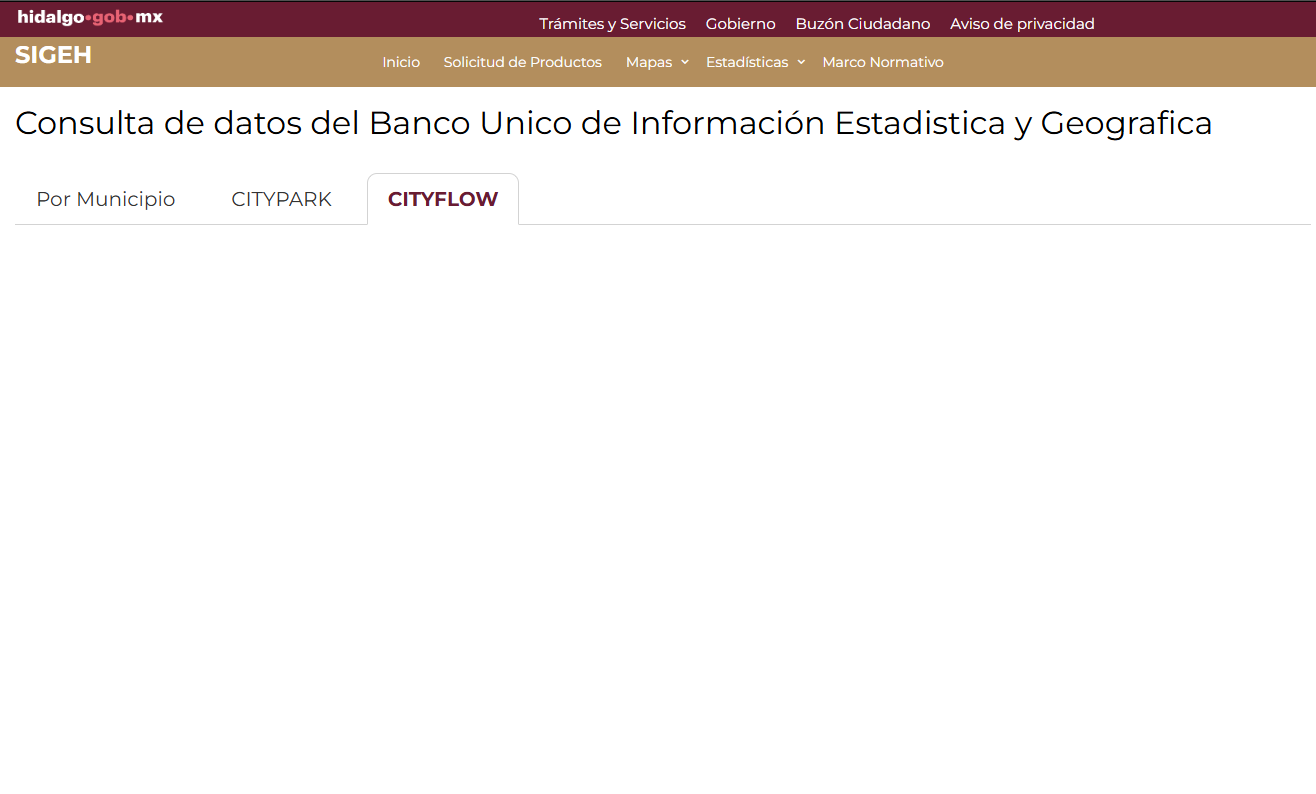 hidalgo•gob•mx
Trámites y Servicios Gobierno Buzón Ciudadano Aviso de privacidad
SIGEH
Inicio Solicitud de Productos Mapas Estadísticas Marco Normativo
Consulta de datos del Banco Unico de Información Estadistica y Geografica
Por Municipio CITYPARK CITYFLOW